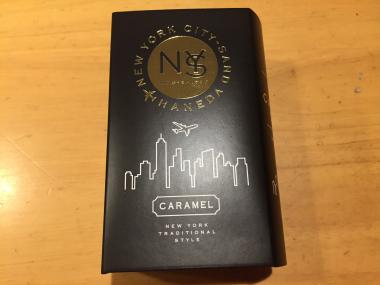 NEW YORK CITY-SAND
HANEDA
NYS
CARAMEL
NEW YORK
TRADITIONAL
STYLE